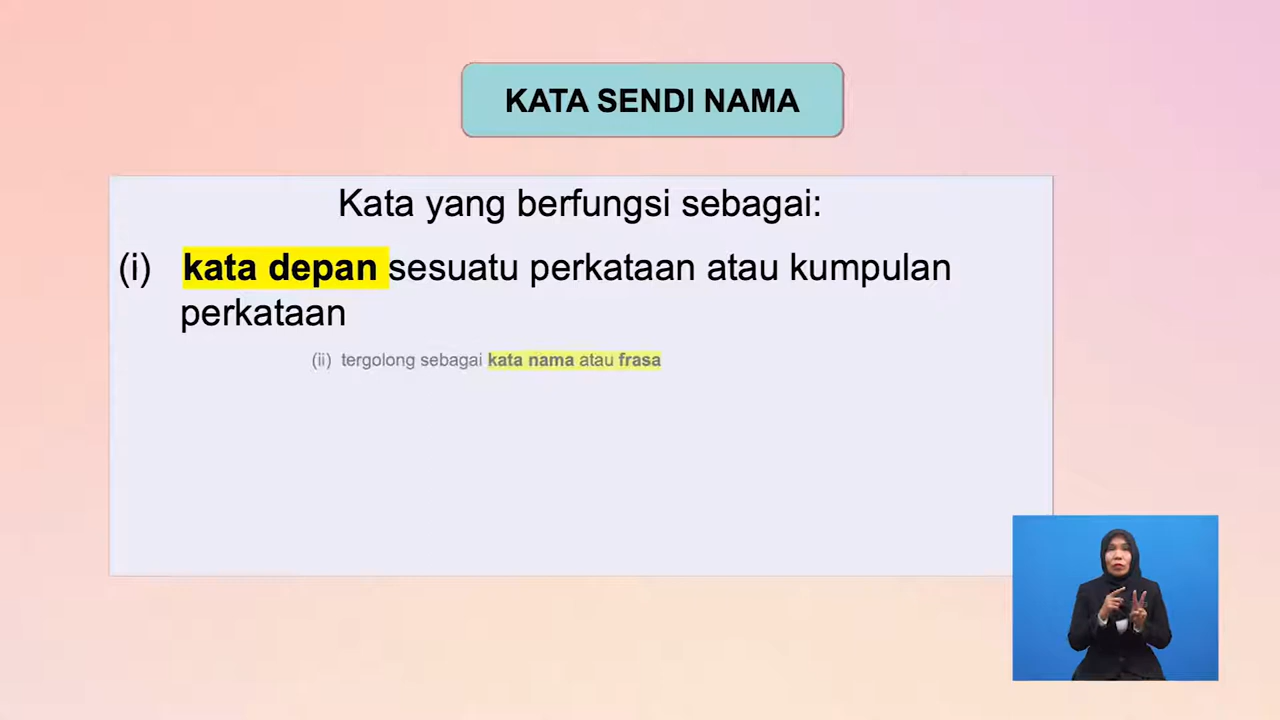 KATA SENDI NAMA
Kata yang berfungsi sebagai:
(i) kata depan sesuatu perkataan atau kumpulan
perkataan
(ii) tergolong sebagai kata nama atau frasa